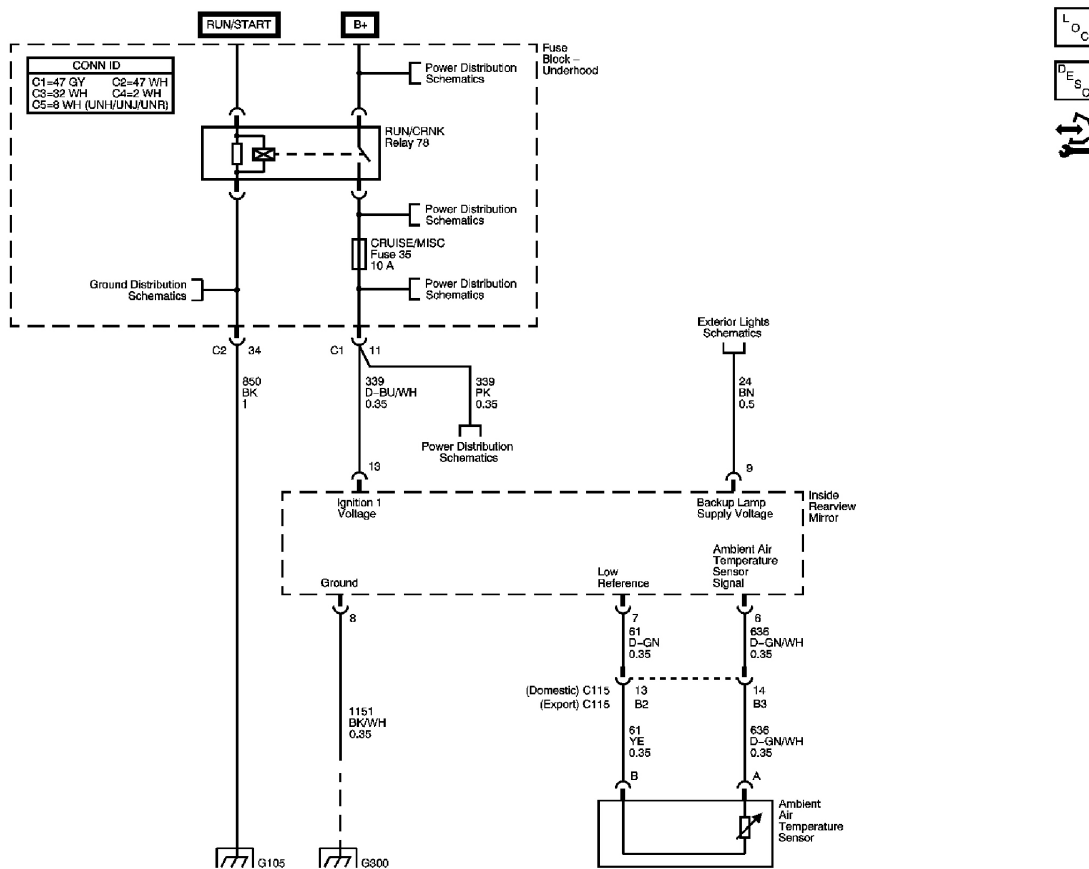 RUN/START
B+
Fuse
Block –
Underhood
CONN ID
C1=47 GY C2=47 WH
C3=32 WH C4=2 WH
C5=8 WH (UNH/UNJ/UNR)
Power Distribution
Schematics
RUN/CRNK
Relay 78
Power Distribution
Schematics
CRUISE/MISC
Fuse 35
10 A
Ground Distribution
Schematics
Power Distribution
Schematics
C2 34
C1 11
Exterior Lights
Schematics
850
BK
1
339
D-BU/WH
0.35
339
PK
0.35
24
BN
0.5
Power Distribution
Schematics
13
9
Ignition 1
Voltage
Backup Lamp
Supply Voltage
Inside
Rearview
Mirror
Ground
Low
Reference
Ambient Air
Temperature
Sensor
Signal
8
7
6
61
D-GN
0.35
636
D-GN/WH
0.35
(Domestic) C115 13 14
(Export) C115 B2 B3
1151
BK/WH
0.35
61
YE
0.35
636
D-GN/WH
0.35
B
A
Ambient
Air
Temperature
Sensor
G105
G300
LOC
DESC